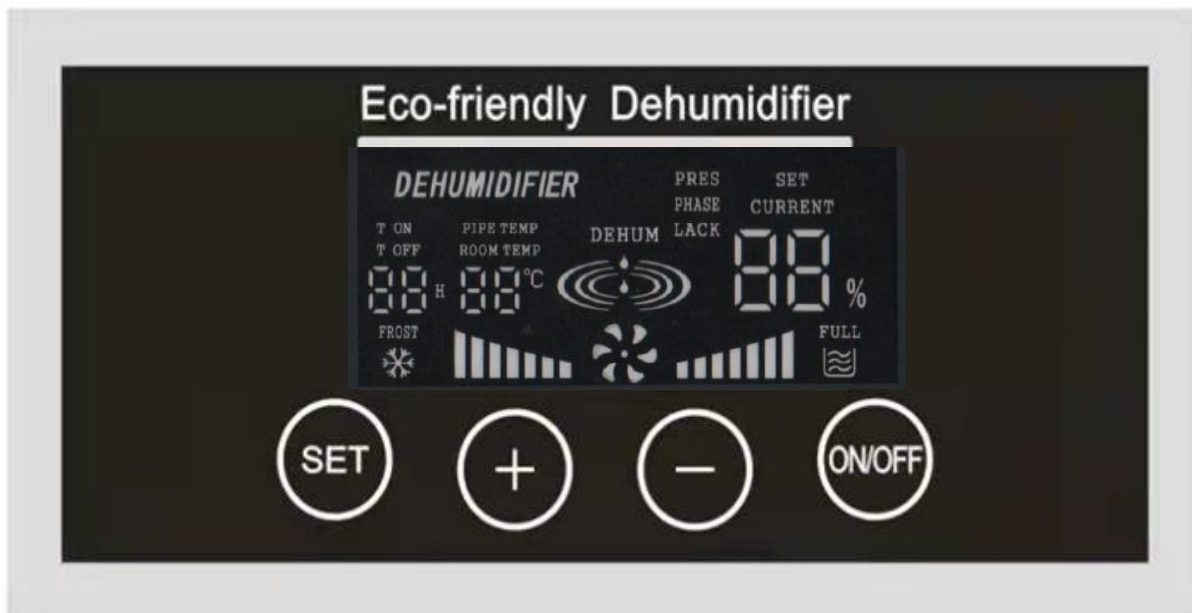 Eco-friendly Dehumidifier
DEHUMIDIFIER
PRES
PHASE
LACK
SET
CURRENT
T ON
T OFF
88 H
PIPE TEMP
ROOM TEMP
88 °C
DEHUM
88 %
FROST
FULL
SET
+
−
ON/OFF